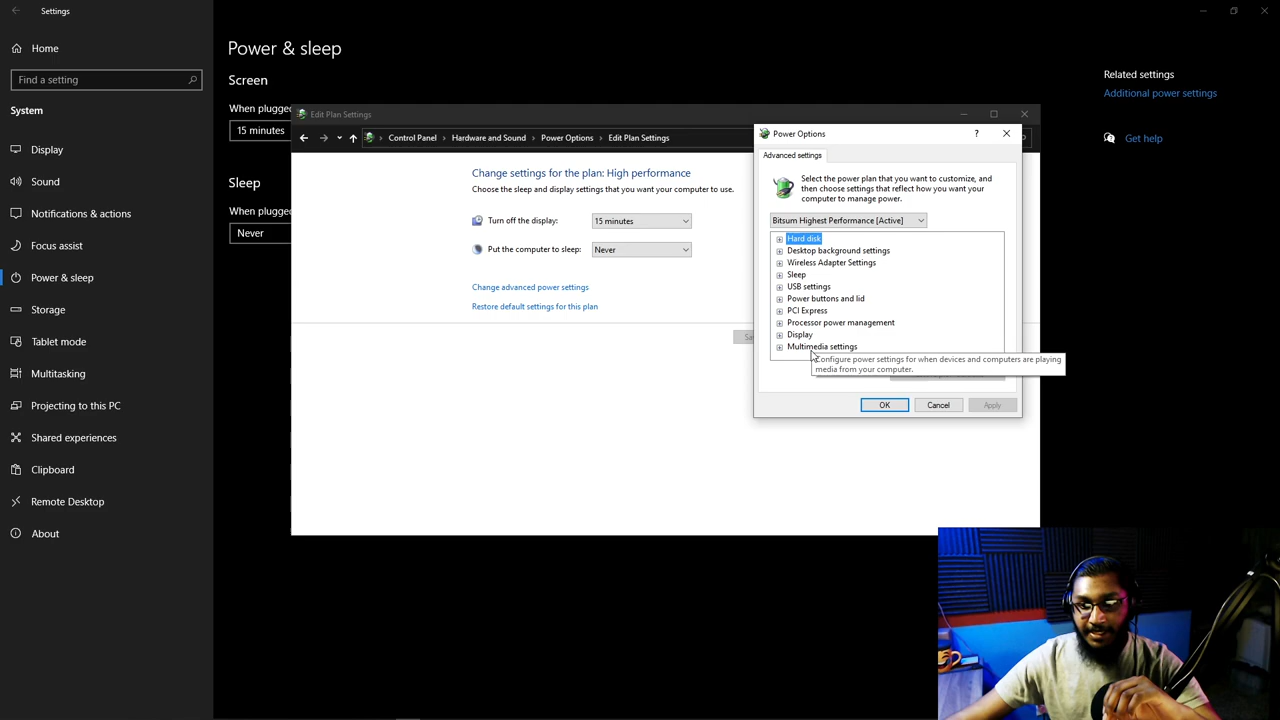 Settings
Home
Find a setting
System
Display
Sound
Notifications & actions
Focus assist
Power & sleep
Storage
Tablet mode
Multitasking
Projecting to this PC
Shared experiences
Clipboard
Remote Desktop
About
Power & sleep
Screen
When plugged
15 minutes
Sleep
When plugged
Never
Related settings
Additional power settings
Get help
Edit Plan Settings
Control Panel
Hardware and Sound
Power Options
Edit Plan Settings
Change settings for the plan: High performance
Choose the sleep and display settings that you want your computer to use.
Turn off the display:
15 minutes
Put the computer to sleep:
Never
Change advanced power settings
Restore default settings for this plan
Power Options
?
Advanced settings
Select the power plan that you want to customize, and
then choose settings that reflect how you want your
computer to manage power.
Bitsum Highest Performance [Active]
Hard disk
Desktop background settings
Wireless Adapter Settings
Sleep
USB settings
Power buttons and lid
PCI Express
Processor power management
Display
Multimedia settings
Configure power settings for when devices and computers are playing
media from your computer.
OK
Cancel
Apply